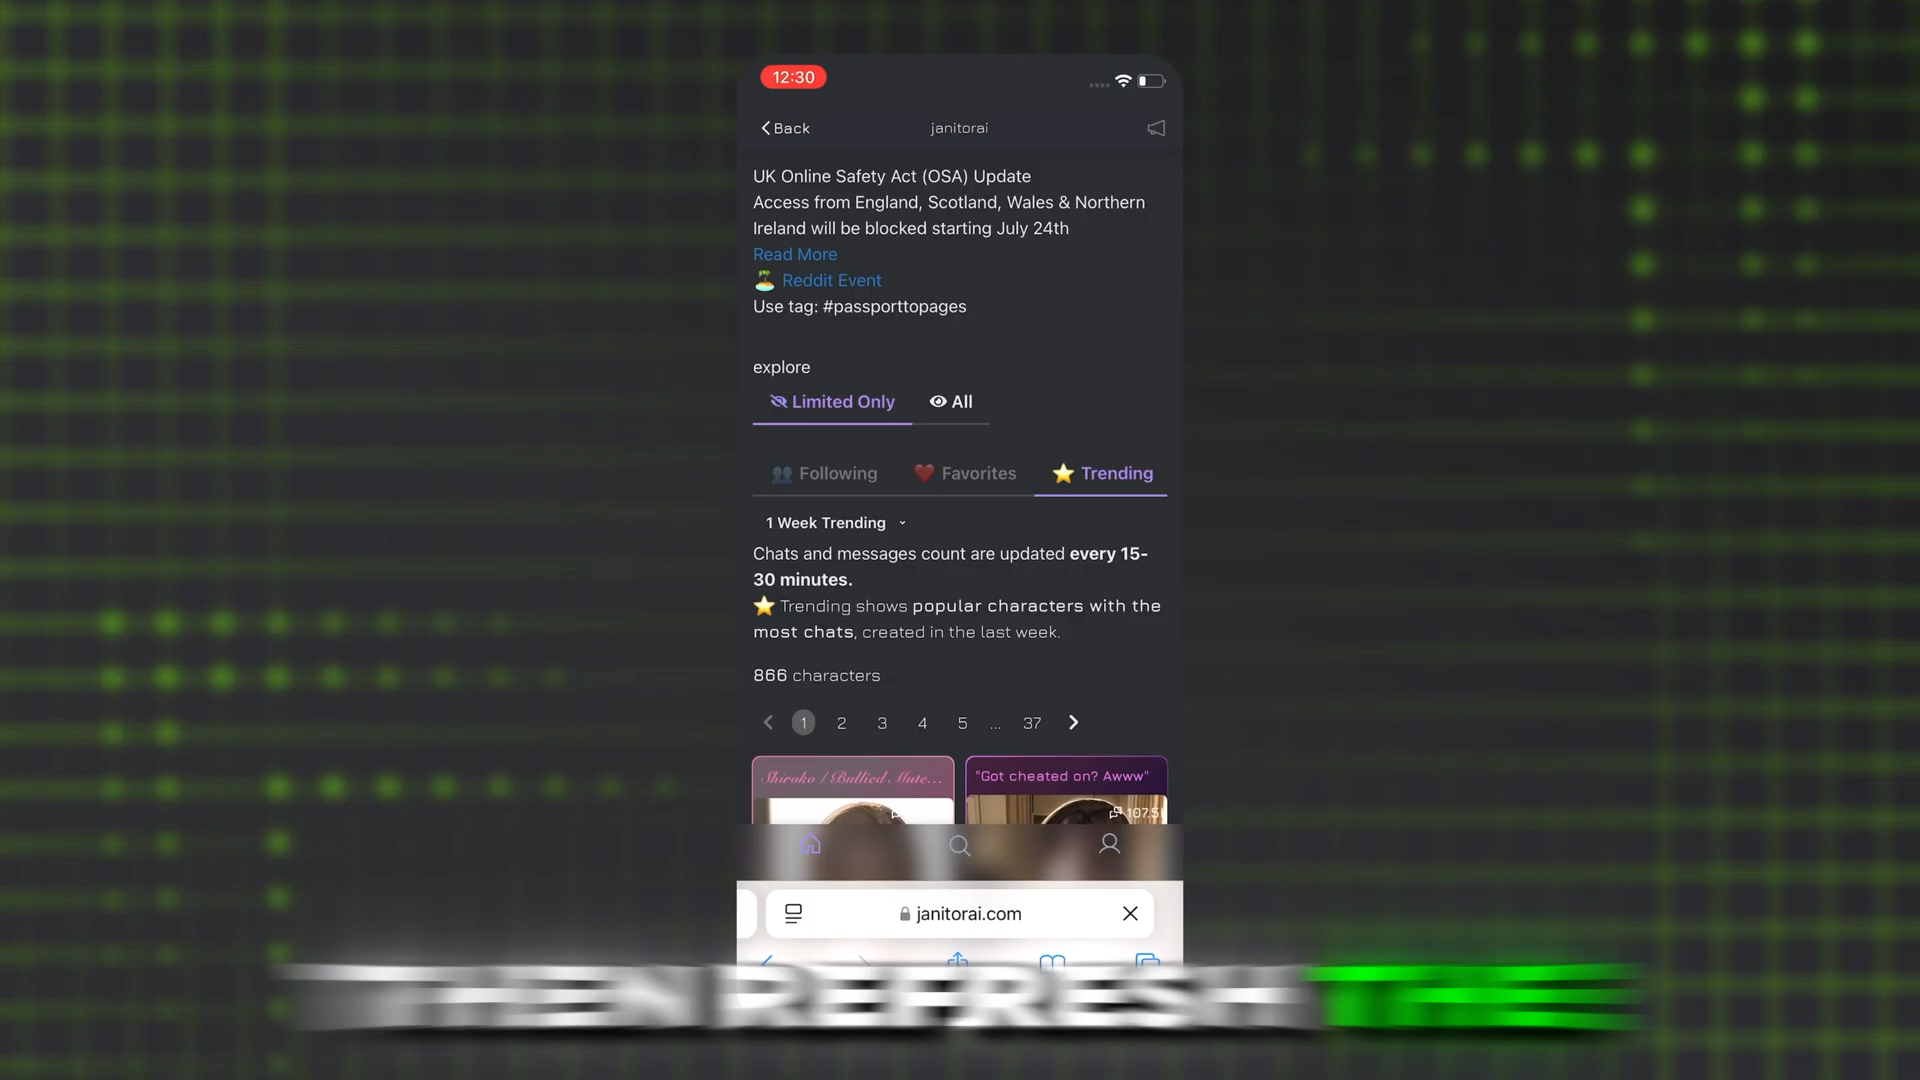 12:30
Back
janitorai
UK Online Safety Act (OSA) Update
Access from England, Scotland, Wales & Northern
Ireland will be blocked starting July 24th
Read More
Reddit Event
Use tag: #passporttopages
explore
Limited Only All
Following Favorites Trending
1 Week Trending
Chats and messages count are updated every 15-
30 minutes.
Trending shows popular characters with the
most chats, created in the last week.
866 characters
1 2 3 4 5 ... 37
Shiroko / Bullied Mute...
"Got cheated on? Awww"
janitorai.com
THEN REFRESH THE